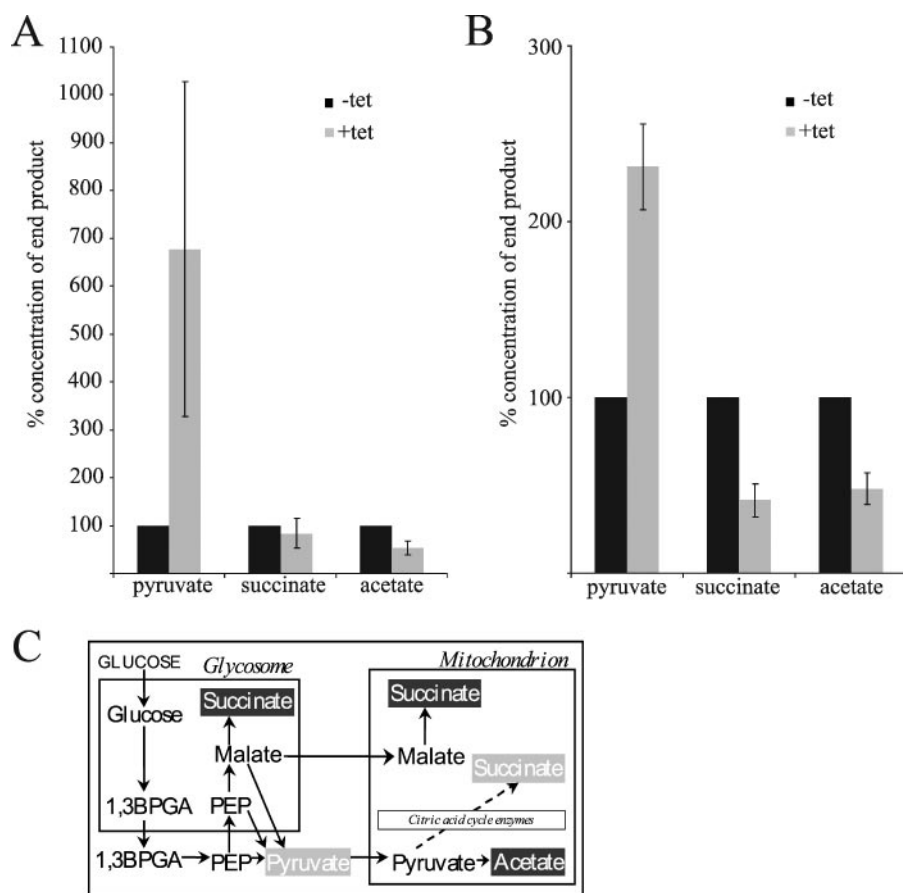 A
% concentration of end product
1100
1000
900
800
700
600
500
400
300
200
100
-tet
+tet
pyruvate succinate acetate
B
% concentration of end product
300
200
100
-tet
+tet
pyruvate succinate acetate
C
GLUCOSE
Glycosome
Mitochondrion
Succinate
Succinate
Glucose
Malate
Malate
Succinate
1,3BPGA
PEP
Citric acid cycle enzymes
1,3BPGA
PEP
Pyruvate
Pyruvate
Acetate